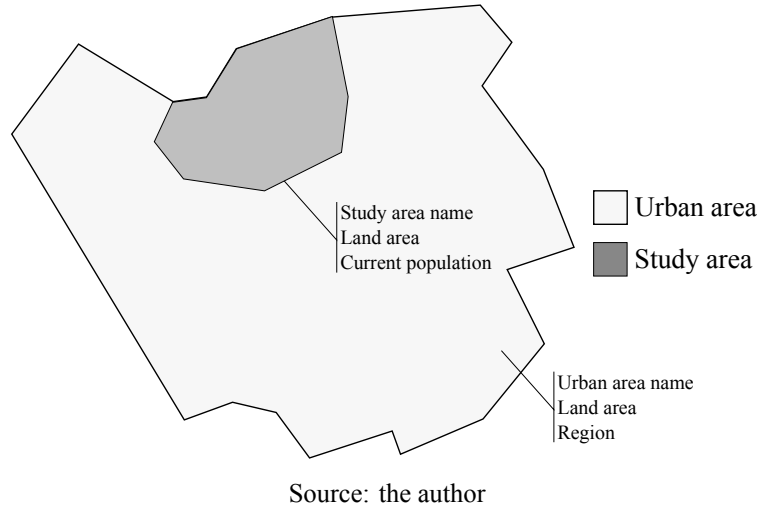 Study area name
Land area
Current population
Urban area
Study area
Urban area name
Land area
Region
Source: the author